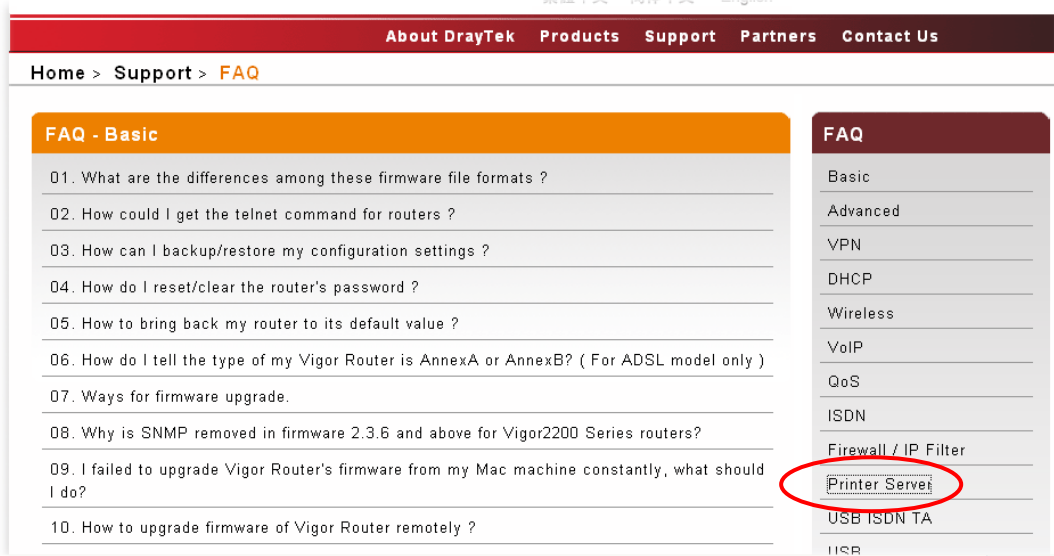 About DrayTek Products Support Partners Contact Us
Home > Support > FAQ
FAQ - Basic
01. What are the differences among these firmware file formats ?
02. How could I get the telnet command for routers ?
03. How can I backup/restore my configuration settings ?
04. How do I reset/clear the router's password ?
05. How to bring back my router to its default value ?
06. How do I tell the type of my Vigor Router is AnnexA or AnnexB? ( For ADSL model only )
07. Ways for firmware upgrade.
08. Why is SNMP removed in firmware 2.3.6 and above for Vigor2200 Series routers?
09. I failed to upgrade Vigor Router's firmware from my Mac machine constantly, what should
I do?
10. How to upgrade firmware of Vigor Router remotely ?
FAQ
Basic
Advanced
VPN
DHCP
Wireless
VoIP
QoS
ISDN
Firewall / IP Filter
Printer Server
USB ISDN TA
USB